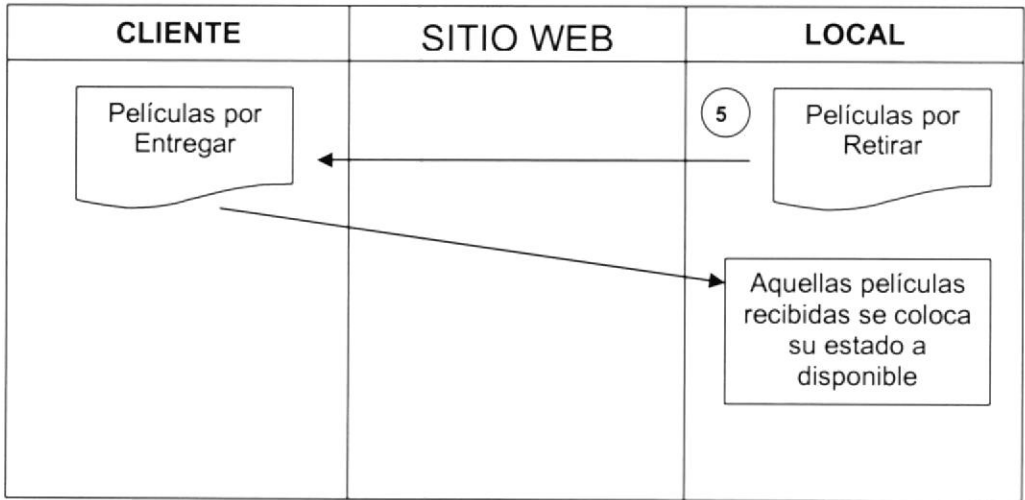 CLIENTE
SITIO WEB
LOCAL
Películas por
Entregar
5
Películas por
Retirar
Aquellas películas
recibidas se coloca
su estado a
disponible